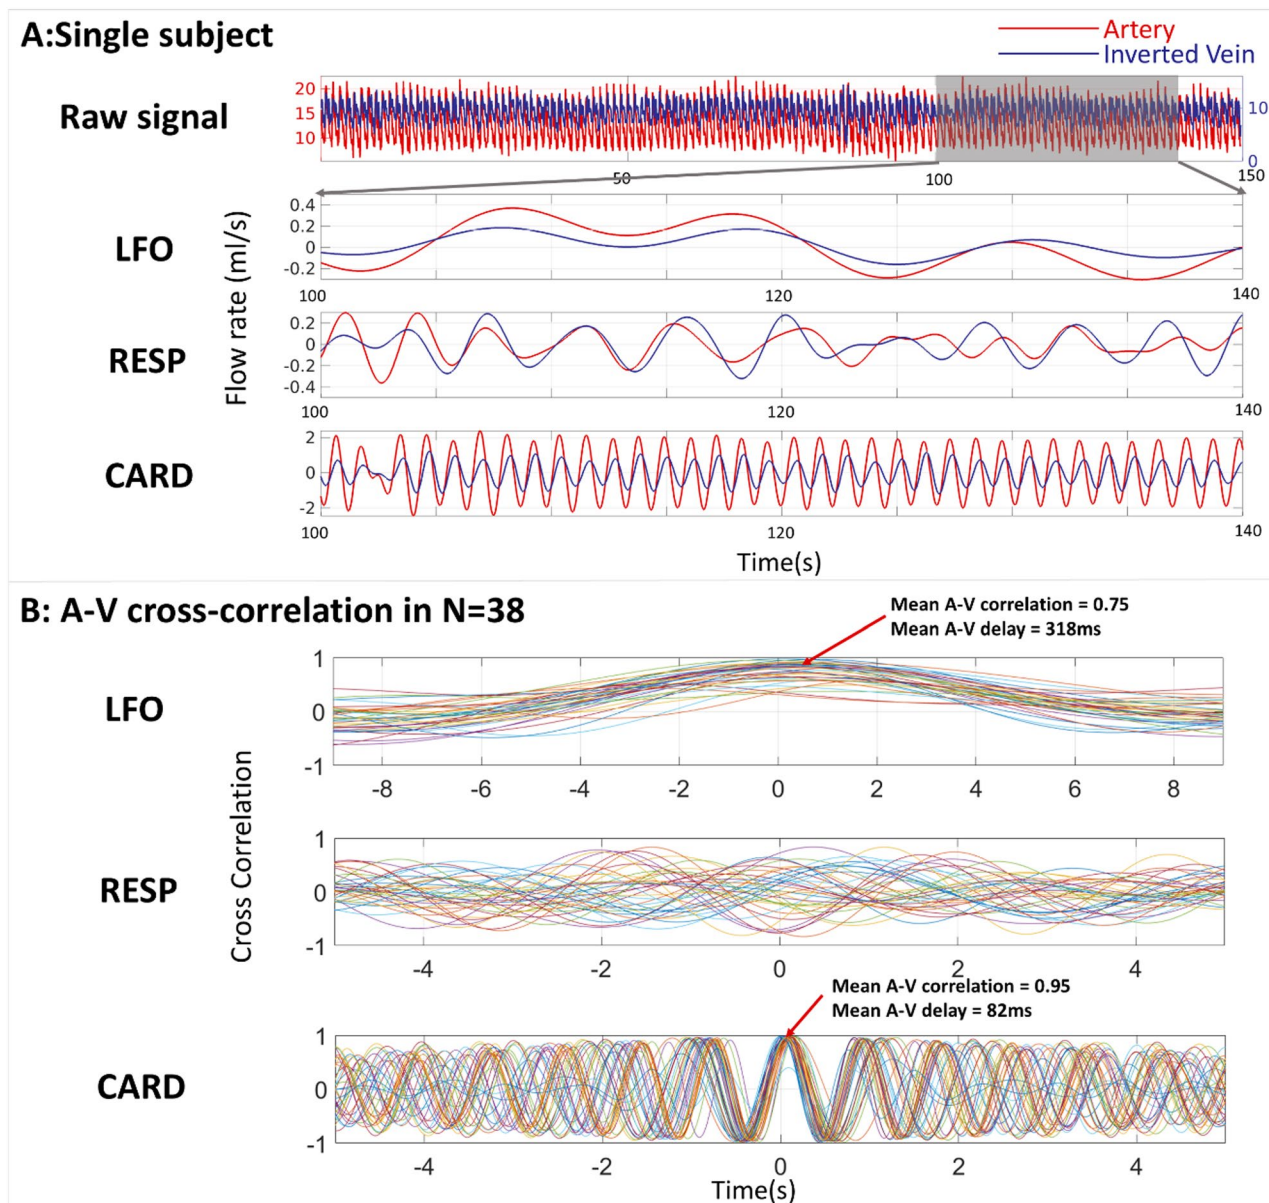 A:Single subject
Artery
Inverted Vein
Raw signal
20
15
10
10
0
50
100
150
Flow rate (ml/s)
LFO
0.4
0.2
0
-0.2
100
120
140
RESP
0.2
0
-0.2
-0.4
100
120
140
CARD
2
0
-2
100
120
140
Time(s)
B: A-V cross-correlation in N=38
Mean A-V correlation = 0.75
Mean A-V delay = 318ms
Cross Correlation
LFO
1
0
-1
-8 -6 -4 -2 0 2 4 6 8
RESP
1
0
-1
-4 -2 0 2 4
Mean A-V correlation = 0.95
Mean A-V delay = 82ms
CARD
1
0
-1
-4 -2 0 2 4
Time(s)